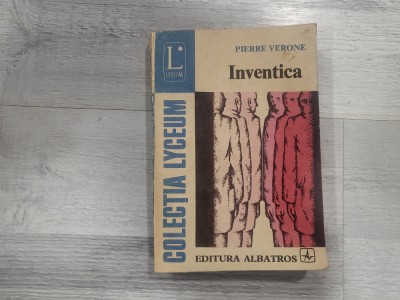 L
LYCEUM
PIERRE VERONE
Inventica
COLECȚIA LYCEUM
EDITURA ALBATROS